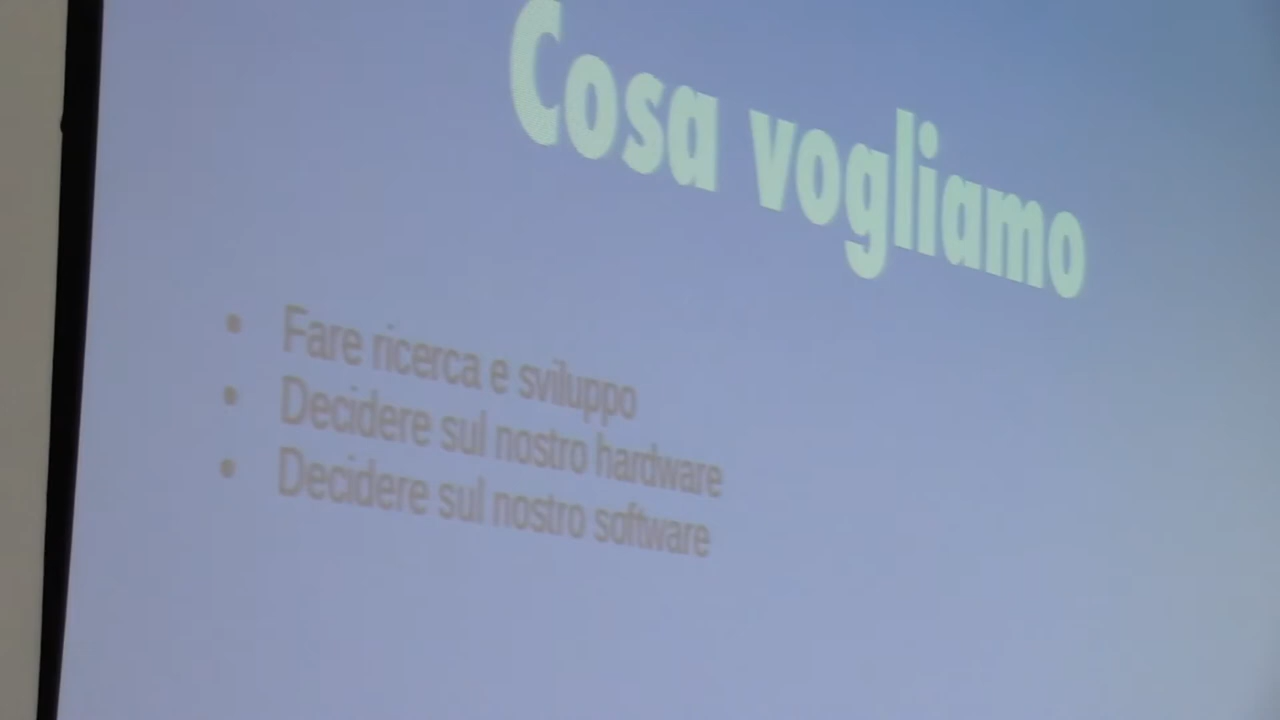 Cosa vogliamo
• Fare ricerca e sviluppo
• Decidere sul nostro hardware
• Decidere sul nostro software